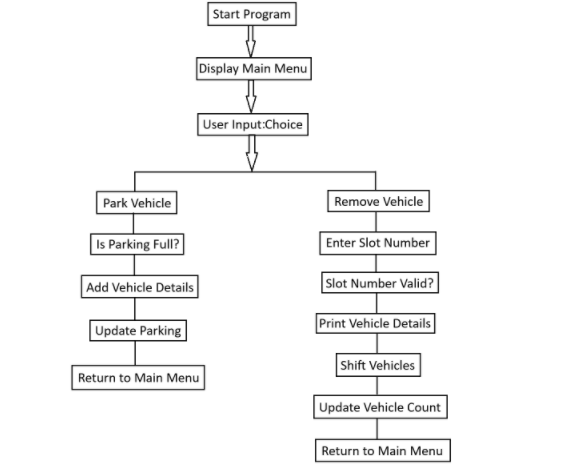 Start Program
Display Main Menu
User Input:Choice
Park Vehicle
Is Parking Full?
Add Vehicle Details
Update Parking
Return to Main Menu
Remove Vehicle
Enter Slot Number
Slot Number Valid?
Print Vehicle Details
Shift Vehicles
Update Vehicle Count
Return to Main Menu